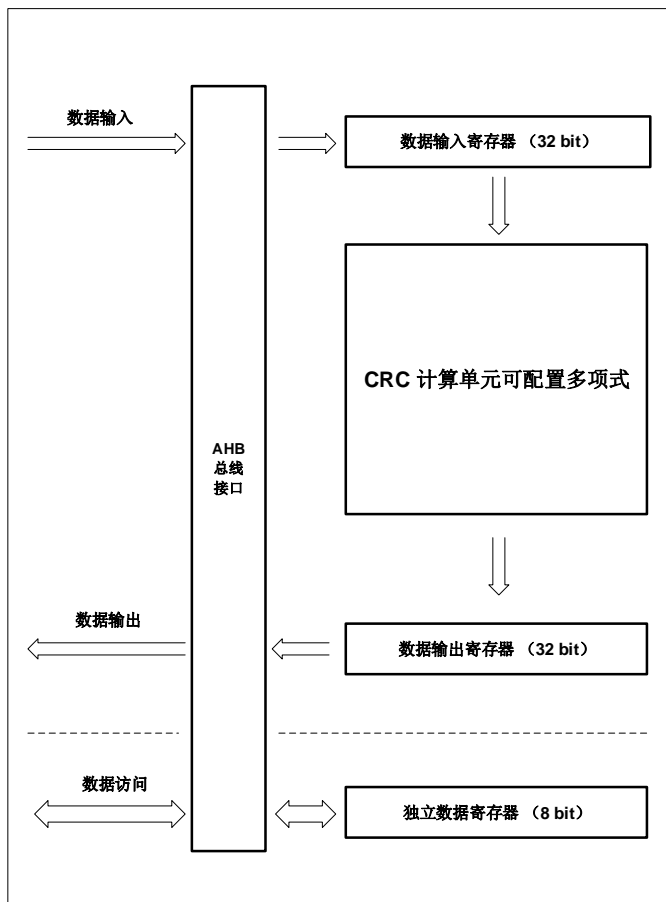 数据输入
数据输入寄存器 （32 bit）
CRC 计算单元可配置多项式
AHB
总线
接口
数据输出
数据输出寄存器 （32 bit）
数据访问
独立数据寄存器 （8 bit）